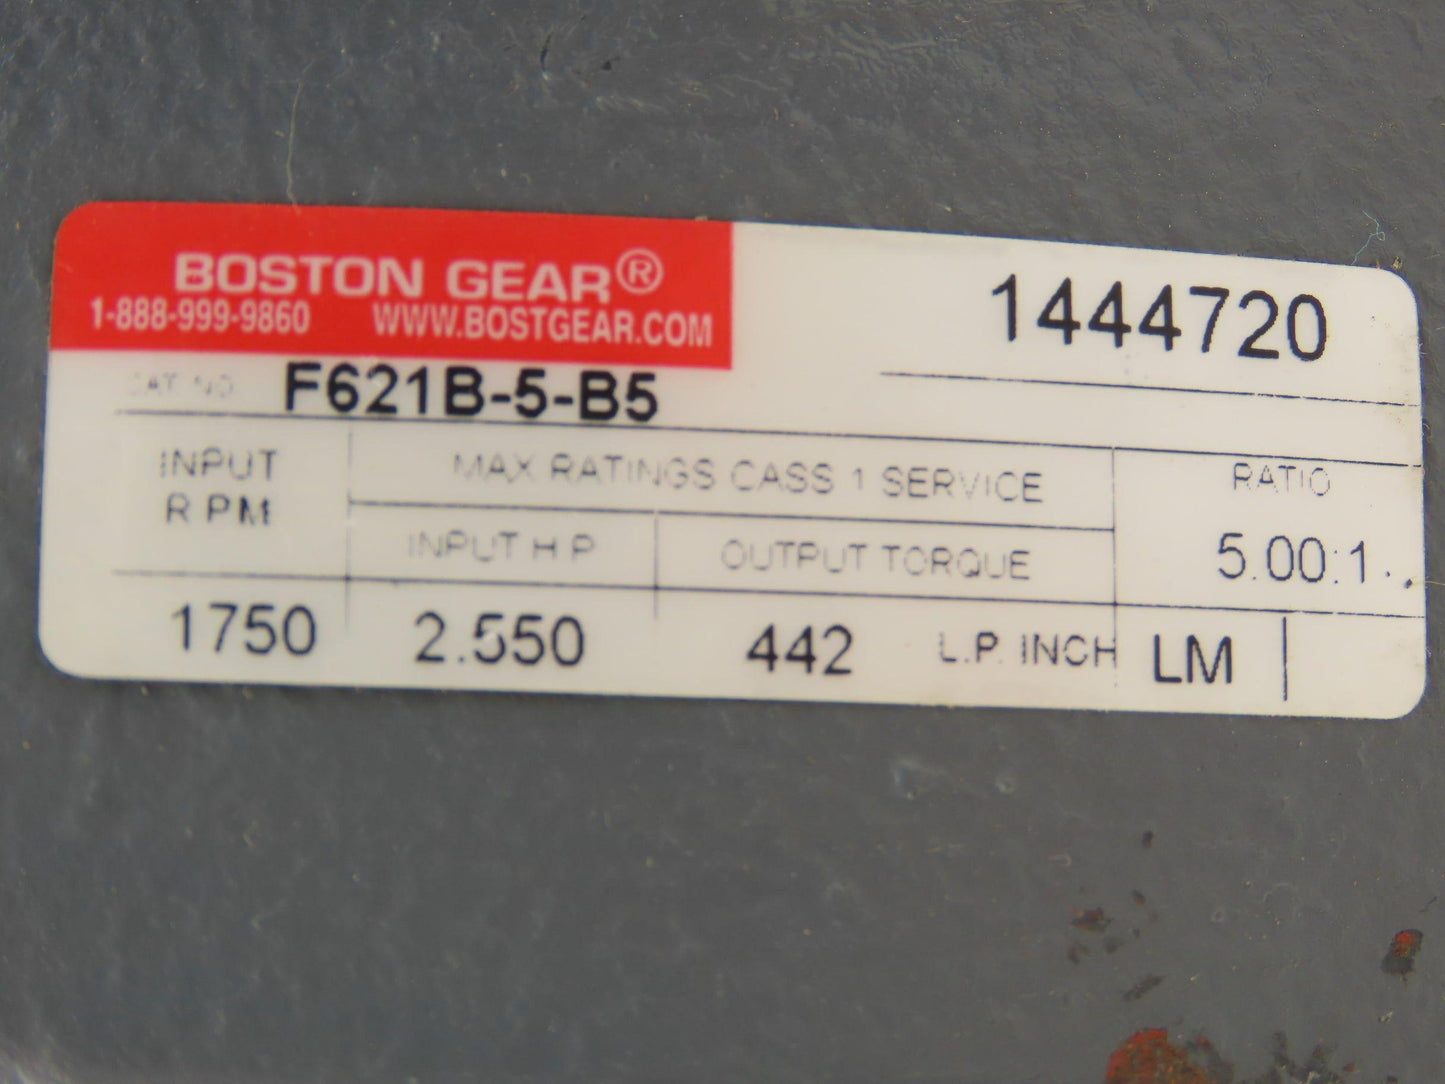 BOSTON GEAR®
1-888-999-9860 WWW.BOSTGEAR.COM
1444720
CAT. NO. F621B-5-B5
INPUT
RPM
MAX RATINGS CASS 1 SERVICE
INPUT H P
OUTPUT TORQUE
RATIO
5.00:1
1750 2.550 442 L.P. INCH LM